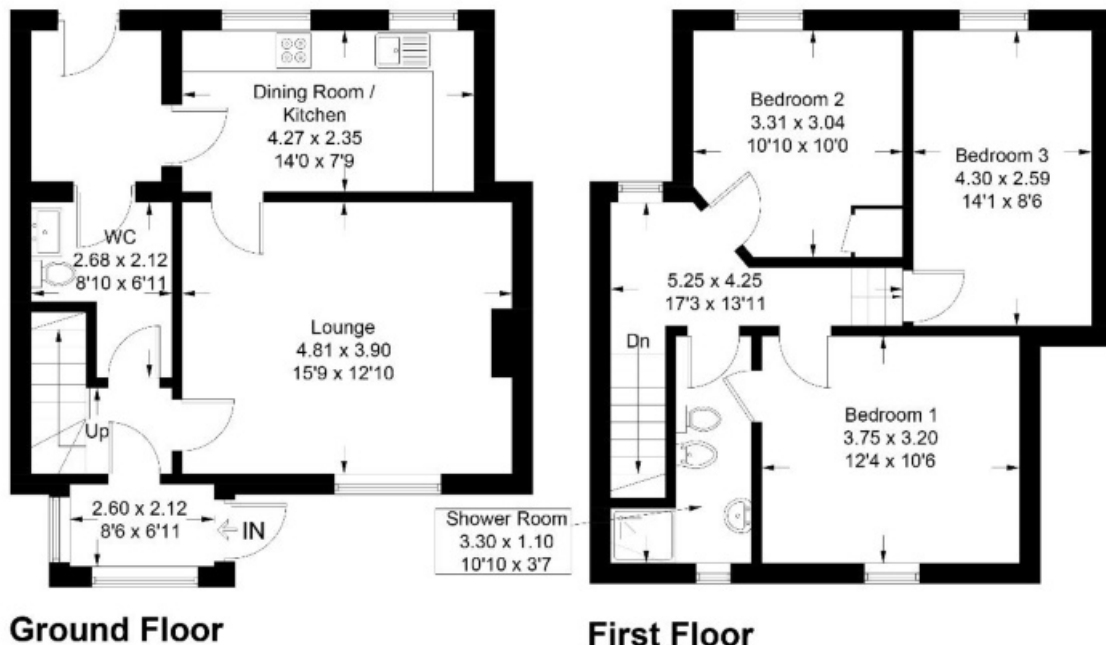 Dining Room /
Kitchen
4.27 x 2.35
14'0 x 7'9
WC
2.68 x 2.12
8'10 x 6'11
Lounge
4.81 x 3.90
15'9 x 12'10
Up
2.60 x 2.12
8'6 x 6'11
IN
Ground Floor
Bedroom 2
3.31 x 3.04
10'10 x 10'0
Bedroom 3
4.30 x 2.59
14'1 x 8'6
5.25 x 4.25
17'3 x 13'11
Dn
Bedroom 1
3.75 x 3.20
12'4 x 10'6
Shower Room
3.30 x 1.10
10'10 x 3'7
First Floor